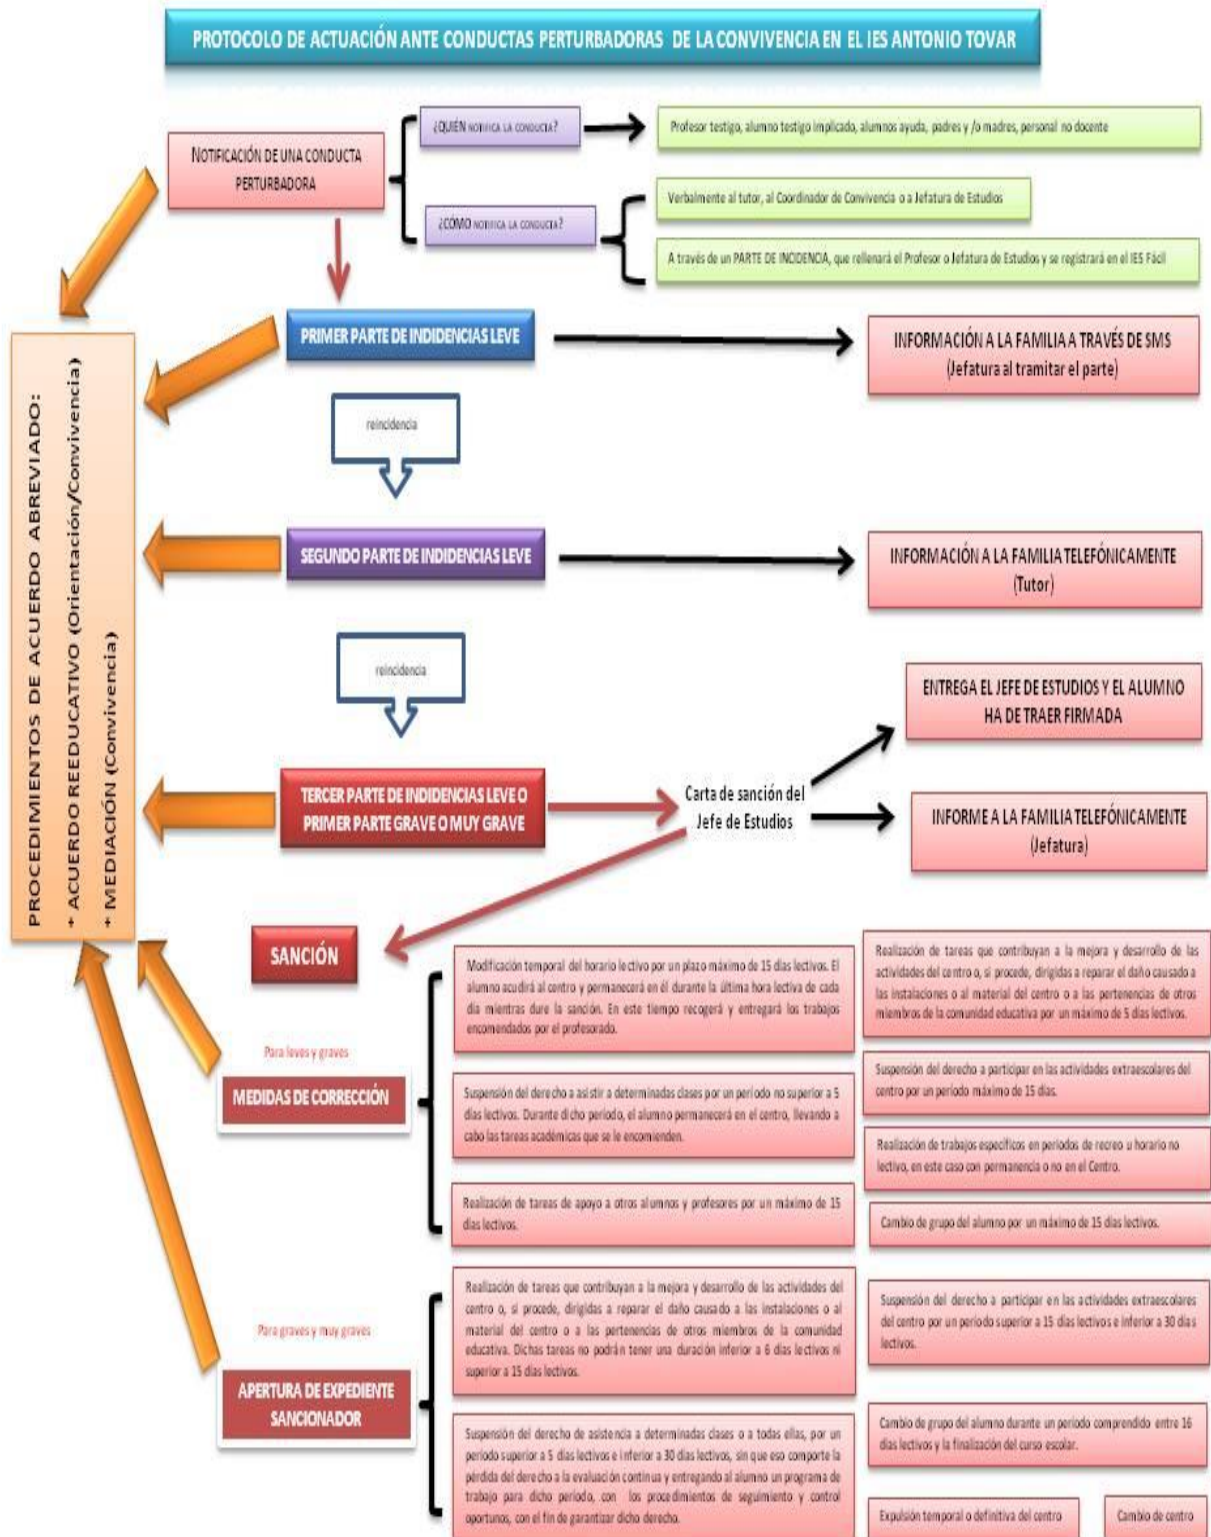 PROTOCOLO DE ACTUACIÓN ANTE CONDUCTAS PERTURBADORAS DE LA CONVIVENCIA EN EL IES ANTONIO TOVAR
NOTIFICACIÓN DE UNA CONDUCTA
PERTURBADORA
¿QUIÉN NOTIFICA LA CONDUCTA?
Profesor testigo, alumno testigo implicado, alumnos ayuda, padres y /o madres, personal no docente
¿CÓMO NOTIFICA LA CONDUCTA?
Verbalmente al tutor, al Coordinador de Convivencia o a Jefatura de Estudios
A través de un PARTE DE INCIDENCIA, que rellenará el Profesor o Jefatura de Estudios y se registrará en el IES Fácil
PROCEDIMIENTOS DE ACUERDO ABREVIADO:
+ ACUERDO REEDUCATIVO (Orientación/Convivencia)
+ MEDIACIÓN (Convivencia)
PRIMER PARTE DE INDIDENCIAS LEVE
INFORMACIÓN A LA FAMILIA A TRAVÉS DE SMS
(Jefatura al tramitar el parte)
reincidencia
SEGUNDO PARTE DE INDIDENCIAS LEVE
INFORMACIÓN A LA FAMILIA TELEFÓNICAMENTE
(Tutor)
reincidencia
TERCER PARTE DE INDIDENCIAS LEVE O
PRIMER PARTE GRAVE O MUY GRAVE
Carta de sanción del
Jefe de Estudios
ENTREGA EL JEFE DE ESTUDIOS Y EL ALUMNO
HA DE TRAER FIRMADA
INFORME A LA FAMILIA TELEFÓNICAMENTE
(Jefatura)
SANCIÓN
Para leves y graves
MEDIDAS DE CORRECCIÓN
Modificación temporal del horario lectivo por un plazo máximo de 15 días lectivos. El
alumno acudirá al centro y permanecerá en él durante la última hora lectiva de cada
día mientras dure la sanción. En este tiempo recogerá y entregará los trabajos
encomendados por el profesorado.
Realización de tareas que contribuyan a la mejora y desarrollo de las
actividades del centro o, si procede, dirigidas a reparar el daño causado a
las instalaciones o al material del centro o a las pertenencias de otros
miembros de la comunidad educativa por un máximo de 5 días lectivos.
Suspensión del derecho a asistir a determinadas clases por un período no superior a 5
días lectivos. Durante dicho período, el alumno permanecerá en el centro, llevando a
cabo las tareas académicas que se le encomienden.
Suspensión del derecho a participar en las actividades extraescolares del
centro por un período máximo de 15 días.
Realización de trabajos específicos en períodos de recreo u horario no
lectivo, en este caso con permanencia o no en el Centro.
Realización de tareas de apoyo a otros alumnos y profesores por un máximo de 15
días lectivos.
Cambio de grupo del alumno por un máximo de 15 días lectivos.
Para graves y muy graves
APERTURA DE EXPEDIENTE
SANCIONADOR
Realización de tareas que contribuyan a la mejora y desarrollo de las actividades del
centro o, si procede, dirigidas a reparar el daño causado a las instalaciones o al
material del centro o a las pertenencias de otros miembros de la comunidad
educativa. Dichas tareas no podrán tener una duración inferior a 6 días lectivos ni
superior a 15 días lectivos.
Suspensión del derecho a participar en las actividades extraescolares
del centro por un período superior a 15 días lectivos e inferior a 30 días
lectivos.
Suspensión del derecho de asistencia a determinadas clases o a todas ellas, por un
período superior a 5 días lectivos e inferior a 30 días lectivos, sin que eso comporte la
pérdida del derecho a la evaluación continua y entregando al alumno un programa de
trabajo para dicho período, con los procedimientos de seguimiento y control
oportunos, con el fin de garantizar dicho derecho.
Cambio de grupo del alumno durante un período comprendido entre 16
días lectivos y la finalización del curso escolar.
Expulsión temporal o definitiva del centro
Cambio de centro